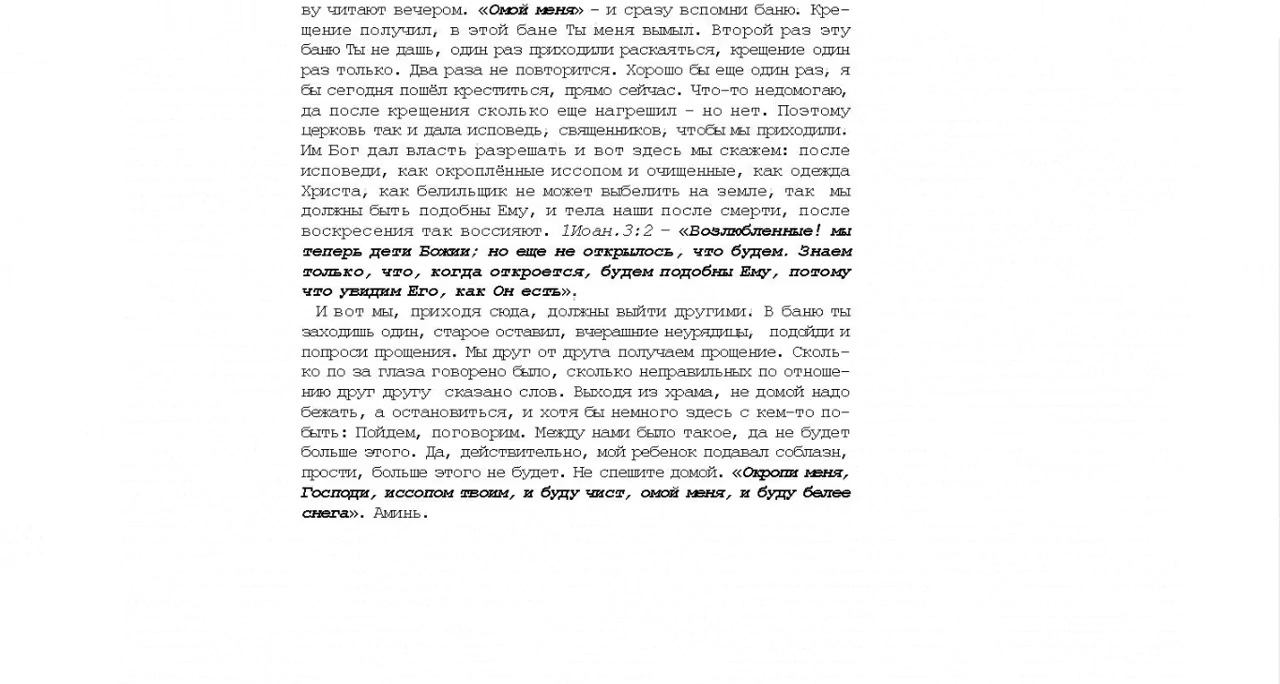 ву читают вечером. «Омой меня» – и сразу вспомни баню. Кре-
щение получил, в этой бане Ты меня вымыл. Второй раз эту
баню Ты не дашь, один раз приходили раскаяться, крещение один
раз только. Два раза не повторится. Хорошо бы еще один раз, я
бы сегодня пошёл креститься, прямо сейчас. Что-то недомогаю,
да после крещения сколько еще нагрешил – но нет. Поэтому
церковь так и дала исповедь, священников, чтобы мы приходили.
Им Бог дал власть разрешать и вот здесь мы скажем: после
исповеди, как окроплённые иссопом и очищенные, как одежда
Христа, как белильщик не может выбелить на земле, так мы
должны быть подобны Ему, и тела наши после смерти, после
воскресения так воссияют. 1Иоан.3:2 – «Возлюбленные! мы
теперь дети Божии; но еще не открылось, что будем. Знаем
только, что, когда откроется, будем подобны Ему, потому
что увидим Его, как Он есть».
И вот мы, приходя сюда, должны выйти другими. В баню ты
заходишь один, старое оставил, вчерашние неурядицы, подойди и
попроси прощения. Мы друг от друга получаем прощение. Сколь-
ко по за глаза говорено было, сколько неправильных по отноше-
нию друг другу сказано слов. Выходя из храма, не домой надо
бежать, а остановиться, и хотя бы немного здесь с кем-то по-
быть: Пойдем, поговорим. Между нами было такое, да не будет
больше этого. Да, действительно, мой ребенок подавал соблазн,
прости, больше этого не будет. Не спешите домой. «Окропи меня,
Господи, иссопом твоим, и буду чист, омой меня, и буду белее
снега». Аминь.